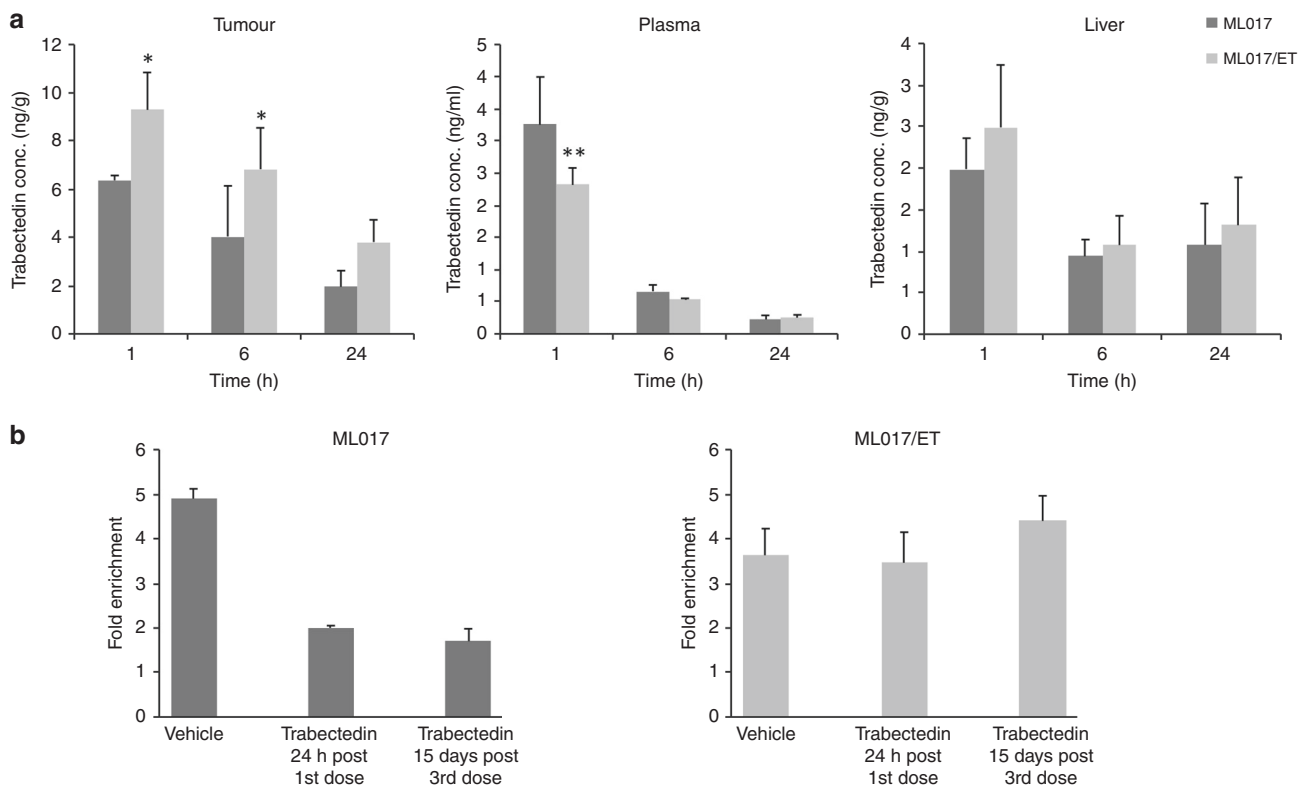 a
Tumour
Trabectedin conc. (ng/g)
12
10
8
6
4
2
0
*
*
1
6
24
Time (h)
Plasma
Trabectedin conc. (ng/ml)
5
4
4
3
3
2
2
1
1
0
**
1
6
24
Time (h)
Liver
Trabectedin conc. (ng/g)
4
3
3
2
2
1
1
0
1
6
24
Time (h)
ML017
ML017/ET
b
ML017
Fold enrichment
6
5
4
3
2
1
0
Vehicle
Trabectedin
24 h post
1st dose
Trabectedin
15 days post
3rd dose
ML017/ET
Fold enrichment
6
5
4
3
2
1
0
Vehicle
Trabectedin
24 h post
1st dose
Trabectedin
15 days post
3rd dose